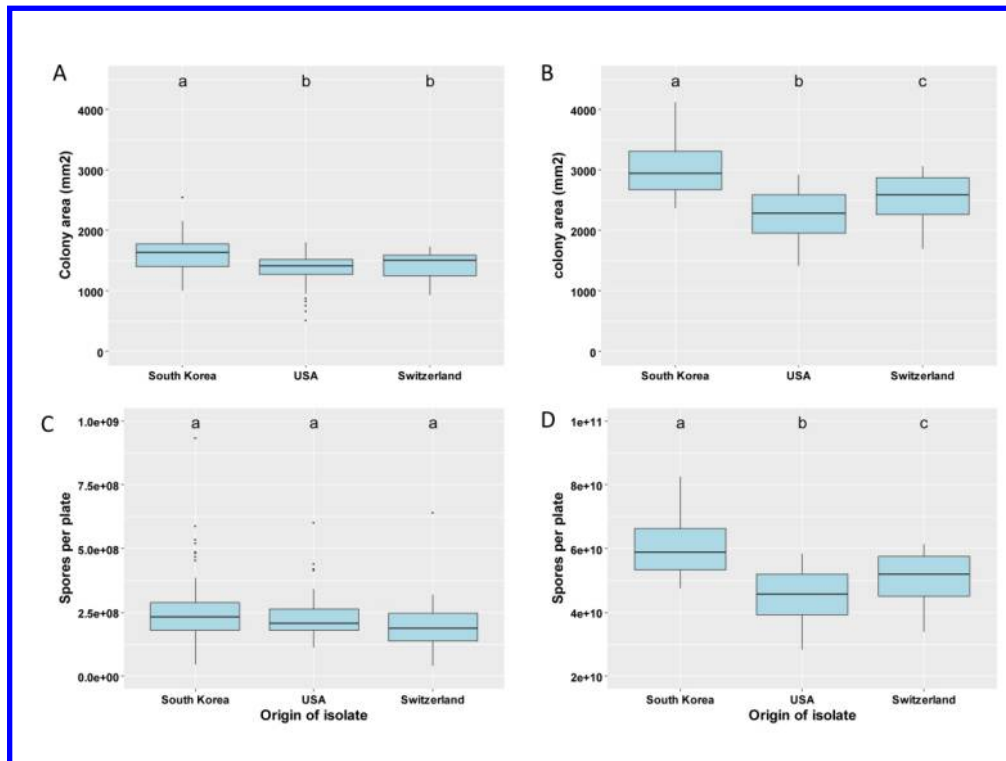 A
a b b
Colony area (mm2)
4000
3000
2000
1000
0
South Korea USA Switzerland
B
a b c
colony area (mm2)
4000
3000
2000
1000
0
South Korea USA Switzerland
C
a a a
Spores per plate
1.0e+09
7.5e+08
5.0e+08
2.5e+08
0.0e+00
South Korea USA Switzerland
Origin of isolate
D
a b c
Spores per plate
1e+11
8e+10
6e+10
4e+10
2e+10
South Korea USA Switzerland
Origin of isolate